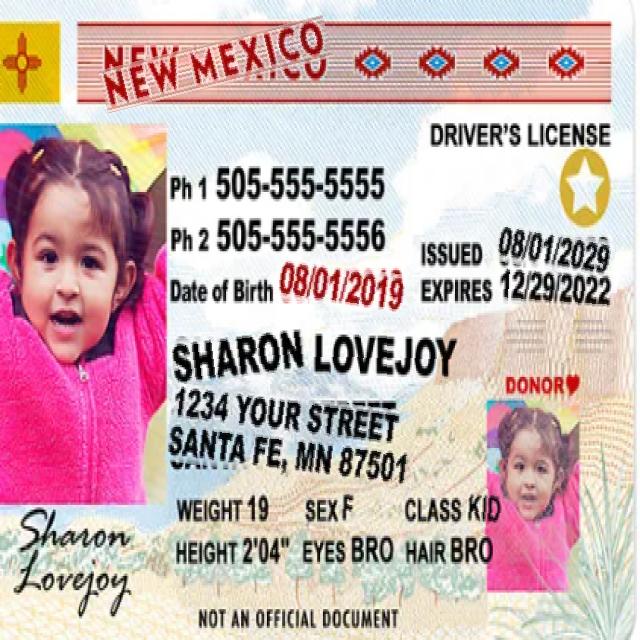 NEW MEXICO
DRIVER'S LICENSE
Ph 1 505-555-5555
Ph 2 505-555-5556
ISSUED 08/01/2029
Date of Birth 08/01/2019 EXPIRES 12/29/2022
SHARON LOVEJOY
1234 YOUR STREET
SANTA FE, MN 87501
DONOR♥
WEIGHT 19 SEX F CLASS KID
HEIGHT 2'04" EYES BRO HAIR BRO
Sharon
Lovejoy
NOT AN OFFICIAL DOCUMENT